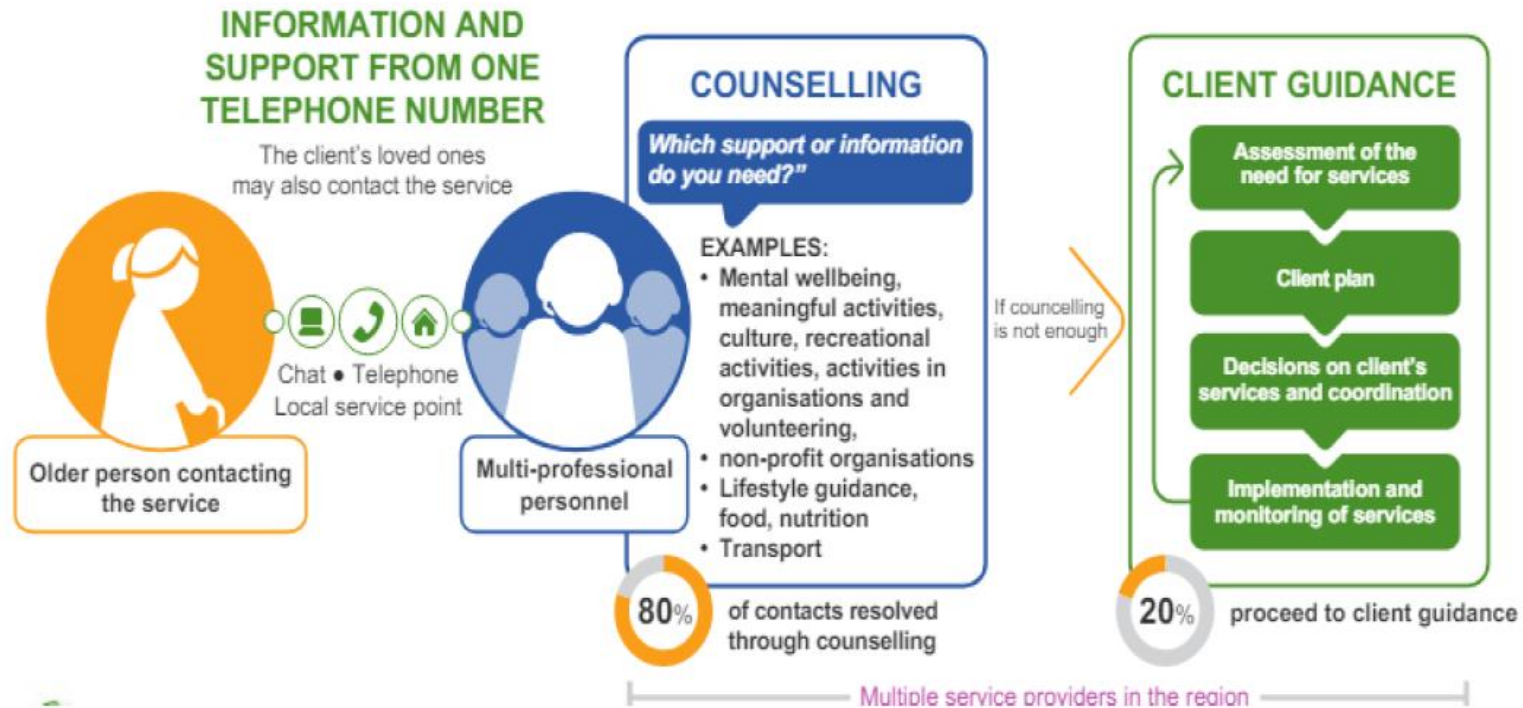 INFORMATION AND
SUPPORT FROM ONE
TELEPHONE NUMBER
The client's loved ones
may also contact the service
Chat ● Telephone
Local service point
Older person contacting
the service
Multi-professional
personnel
COUNSELLING
Which support or information
do you need?”
EXAMPLES:
• Mental wellbeing,
meaningful activities,
culture, recreational
activities, activities in
organisations and
volunteering,
• non-profit organisations
• Lifestyle guidance,
food, nutrition
• Transport
80%
of contacts resolved
through counselling
If councelling
is not enough
CLIENT GUIDANCE
Assessment of the
need for services
Client plan
Decisions on client's
services and coordination
Implementation and
monitoring of services
20%
proceed to client guidance
Multiple service providers in the region